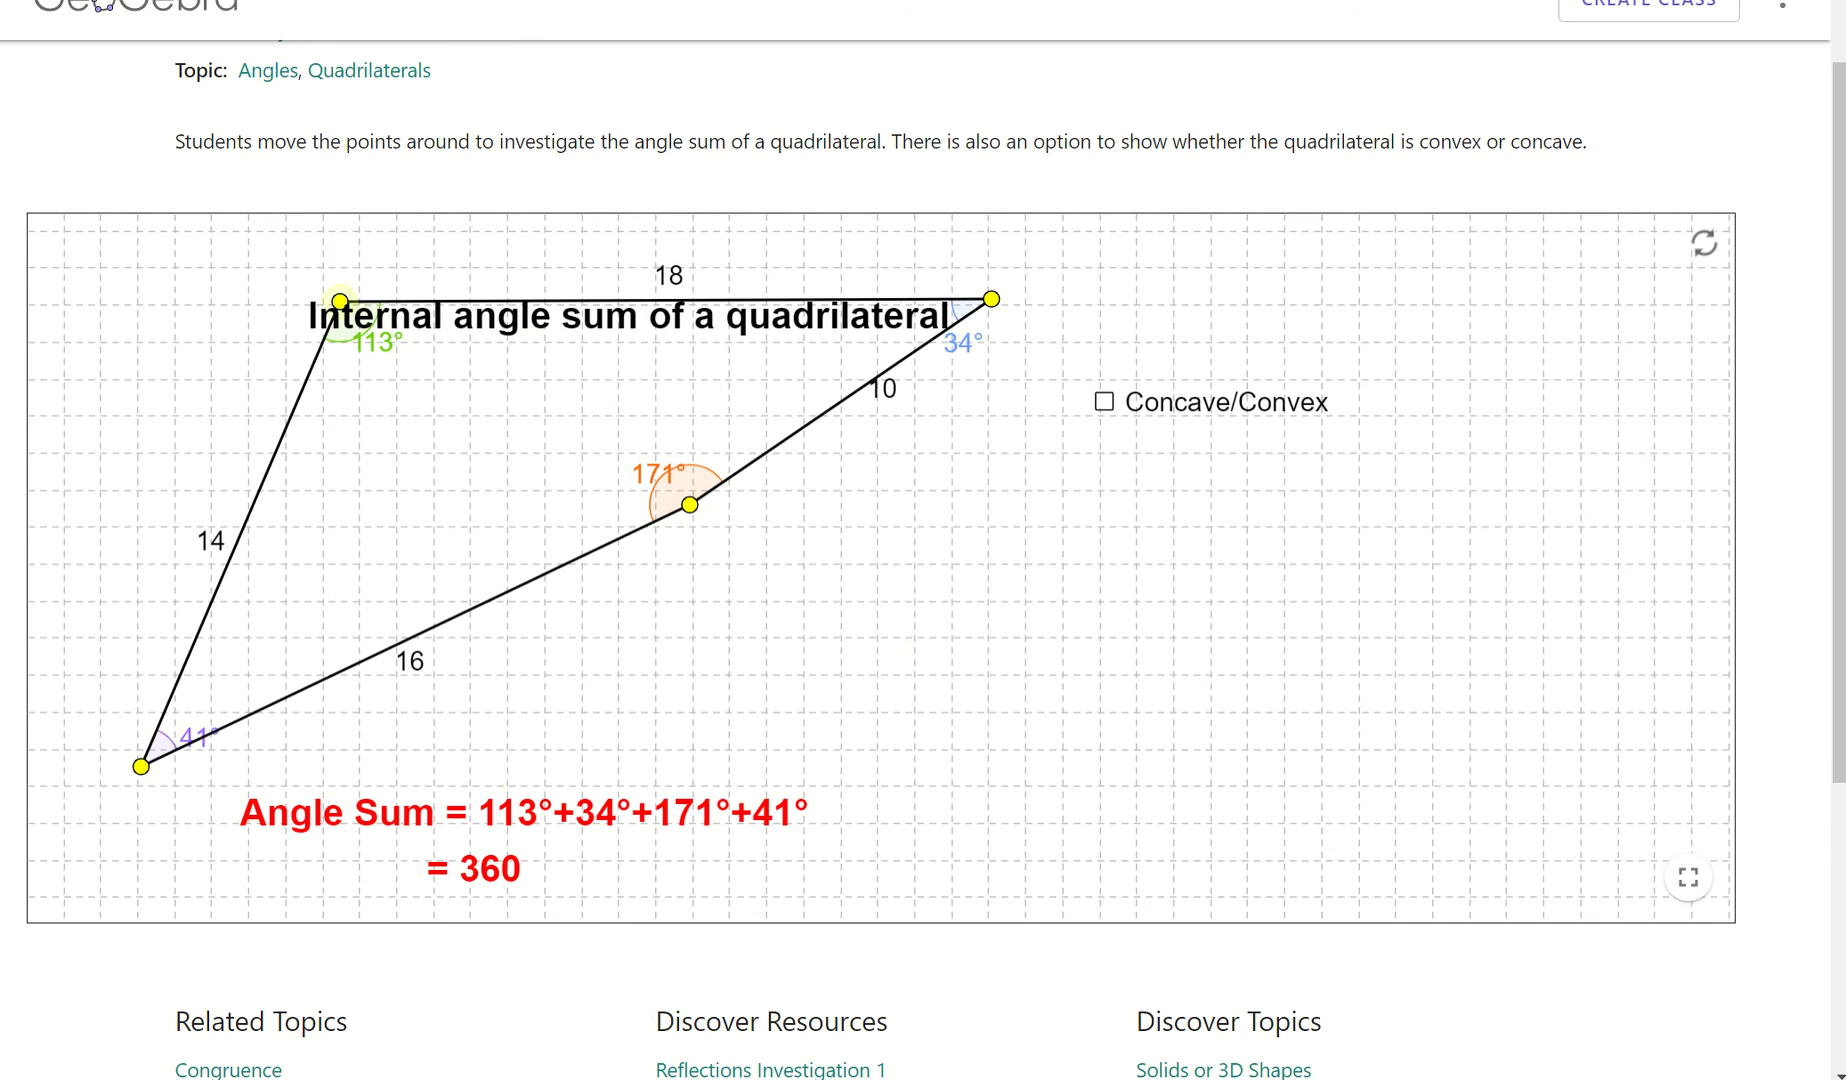 GeoGebra
CREATE CLASS
Topic: Angles, Quadrilaterals
Students move the points around to investigate the angle sum of a quadrilateral. There is also an option to show whether the quadrilateral is convex or concave.
18
Internal angle sum of a quadrilateral
113°
34°
10
Concave/Convex
171°
14
16
41°
Angle Sum = 113°+34°+171°+41°
= 360
Related Topics
Discover Resources
Discover Topics
Congruence
Reflections Investigation 1
Solids or 3D Shapes